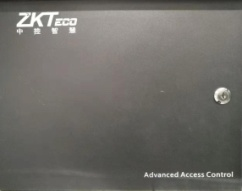 ZKTECO
中控智慧
Advanced Access Control